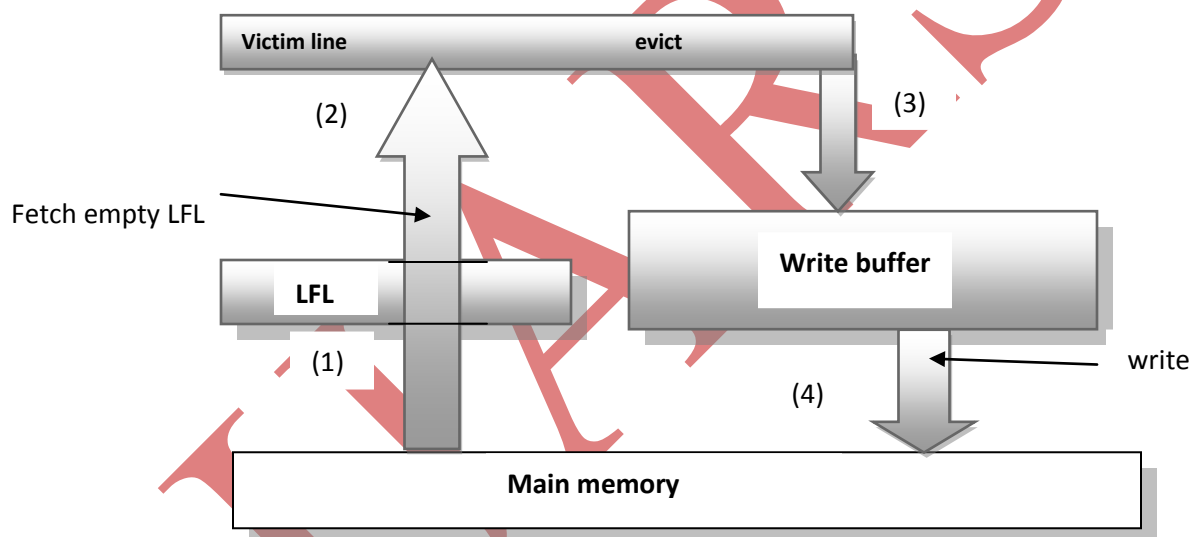 Victim line evict
(2)
(3)
Fetch empty LFL
Write buffer
LFL
(1)
write
(4)
Main memory